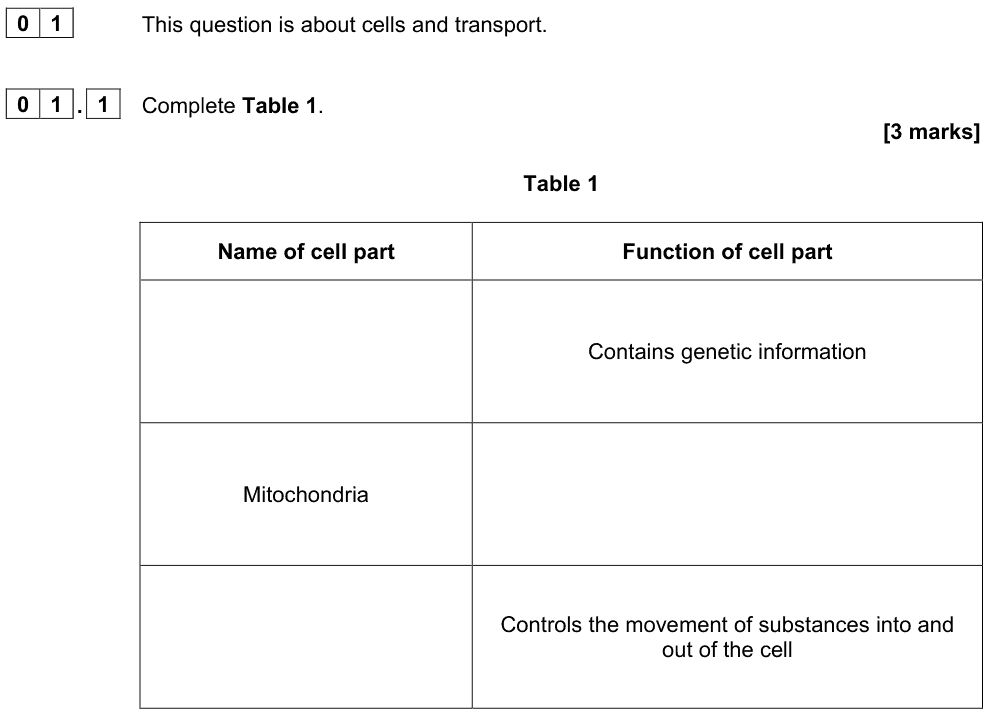 0 1 This question is about cells and transport.
0 1 . 1 Complete Table 1.
[3 marks]
Table 1
Name of cell part Function of cell part
Contains genetic information
Mitochondria
Controls the movement of substances into and
out of the cell